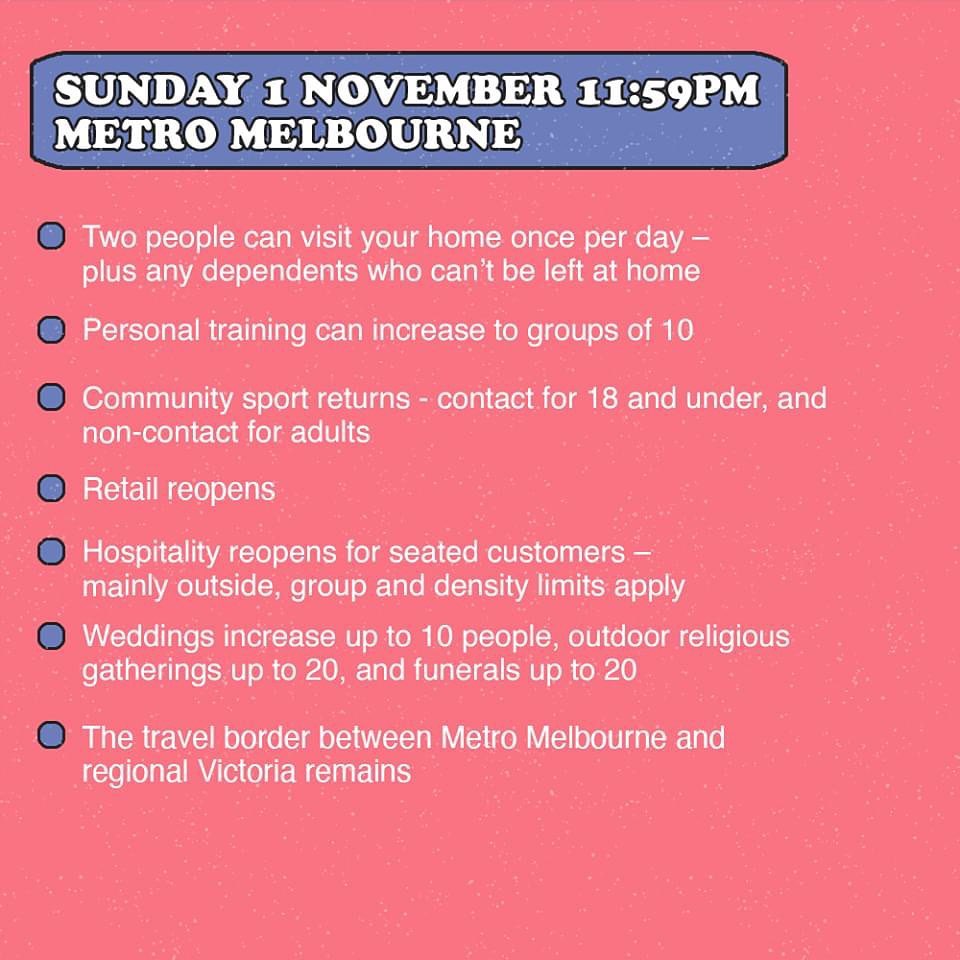 SUNDAY 1 NOVEMBER 11:59PM
METRO MELBOURNE
Two people can visit your home once per day –
plus any dependents who can't be left at home
Personal training can increase to groups of 10
Community sport returns - contact for 18 and under, and
non-contact for adults
Retail reopens
Hospitality reopens for seated customers –
mainly outside, group and density limits apply
Weddings increase up to 10 people, outdoor religious
gatherings up to 20, and funerals up to 20
The travel border between Metro Melbourne and
regional Victoria remains